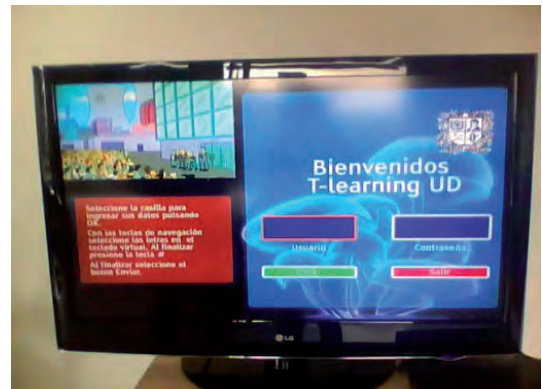 Seleccione la casilla para
ingresar sus datos pulsando
OK.
Con las teclas de navegación
seleccione las letras en el
teclado virtual. Al finalizar
presione la tecla #
Al finalizar seleccione el
boton Enviar.
Bienvenidos
T-learning UD
Usuario
Contraseña
Salir
LG